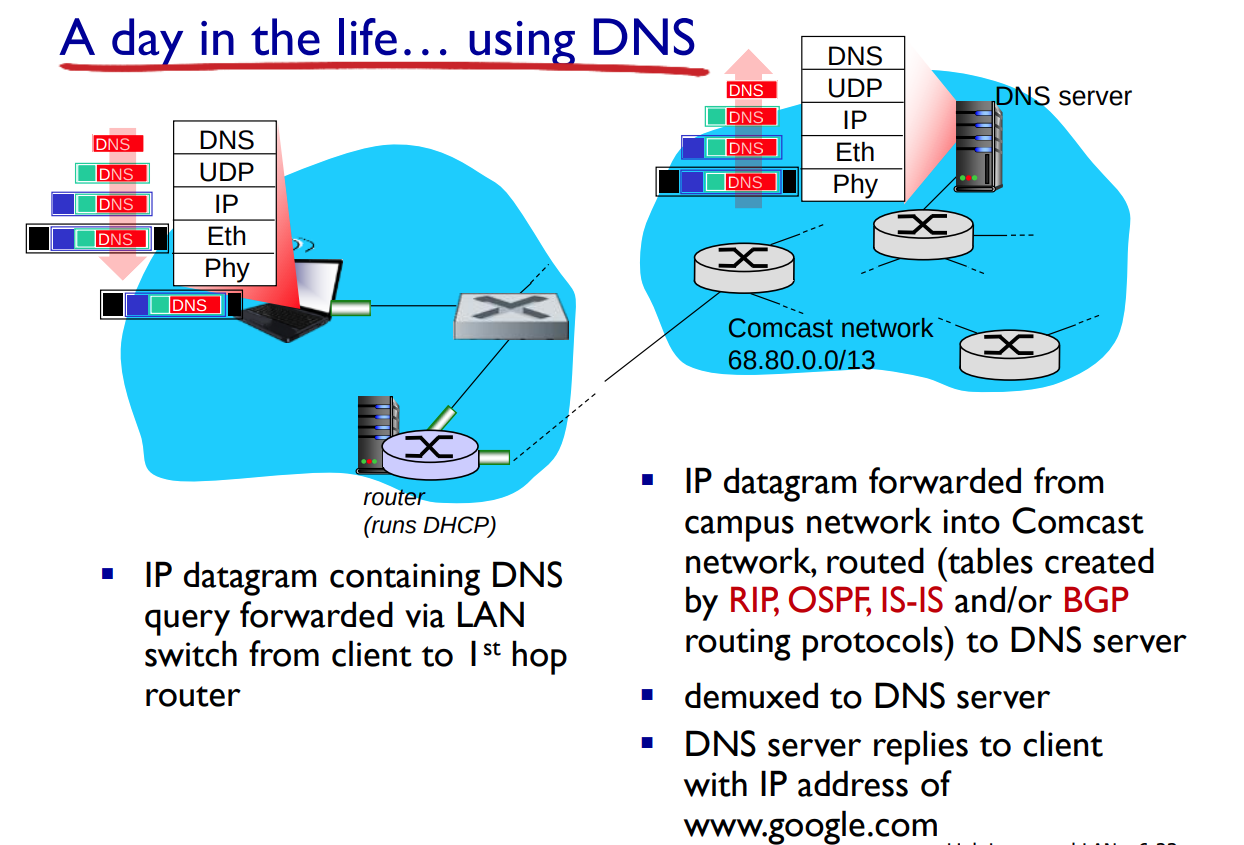 A day in the life… using DNS
DNS
DNS
DNS
DNS
DNS
DNS
UDP
IP
Eth
Phy
DNS
DNS
DNS
DNS
DNS
UDP
IP
Eth
Phy
DNS server
Comcast network
68.80.0.0/13
router
(runs DHCP)
IP datagram containing DNS
query forwarded via LAN
switch from client to 1st hop
router
IP datagram forwarded from
campus network into Comcast
network, routed (tables created
by RIP, OSPF, IS-IS and/or BGP
routing protocols) to DNS server
demuxed to DNS server
DNS server replies to client
with IP address of
www.google.com